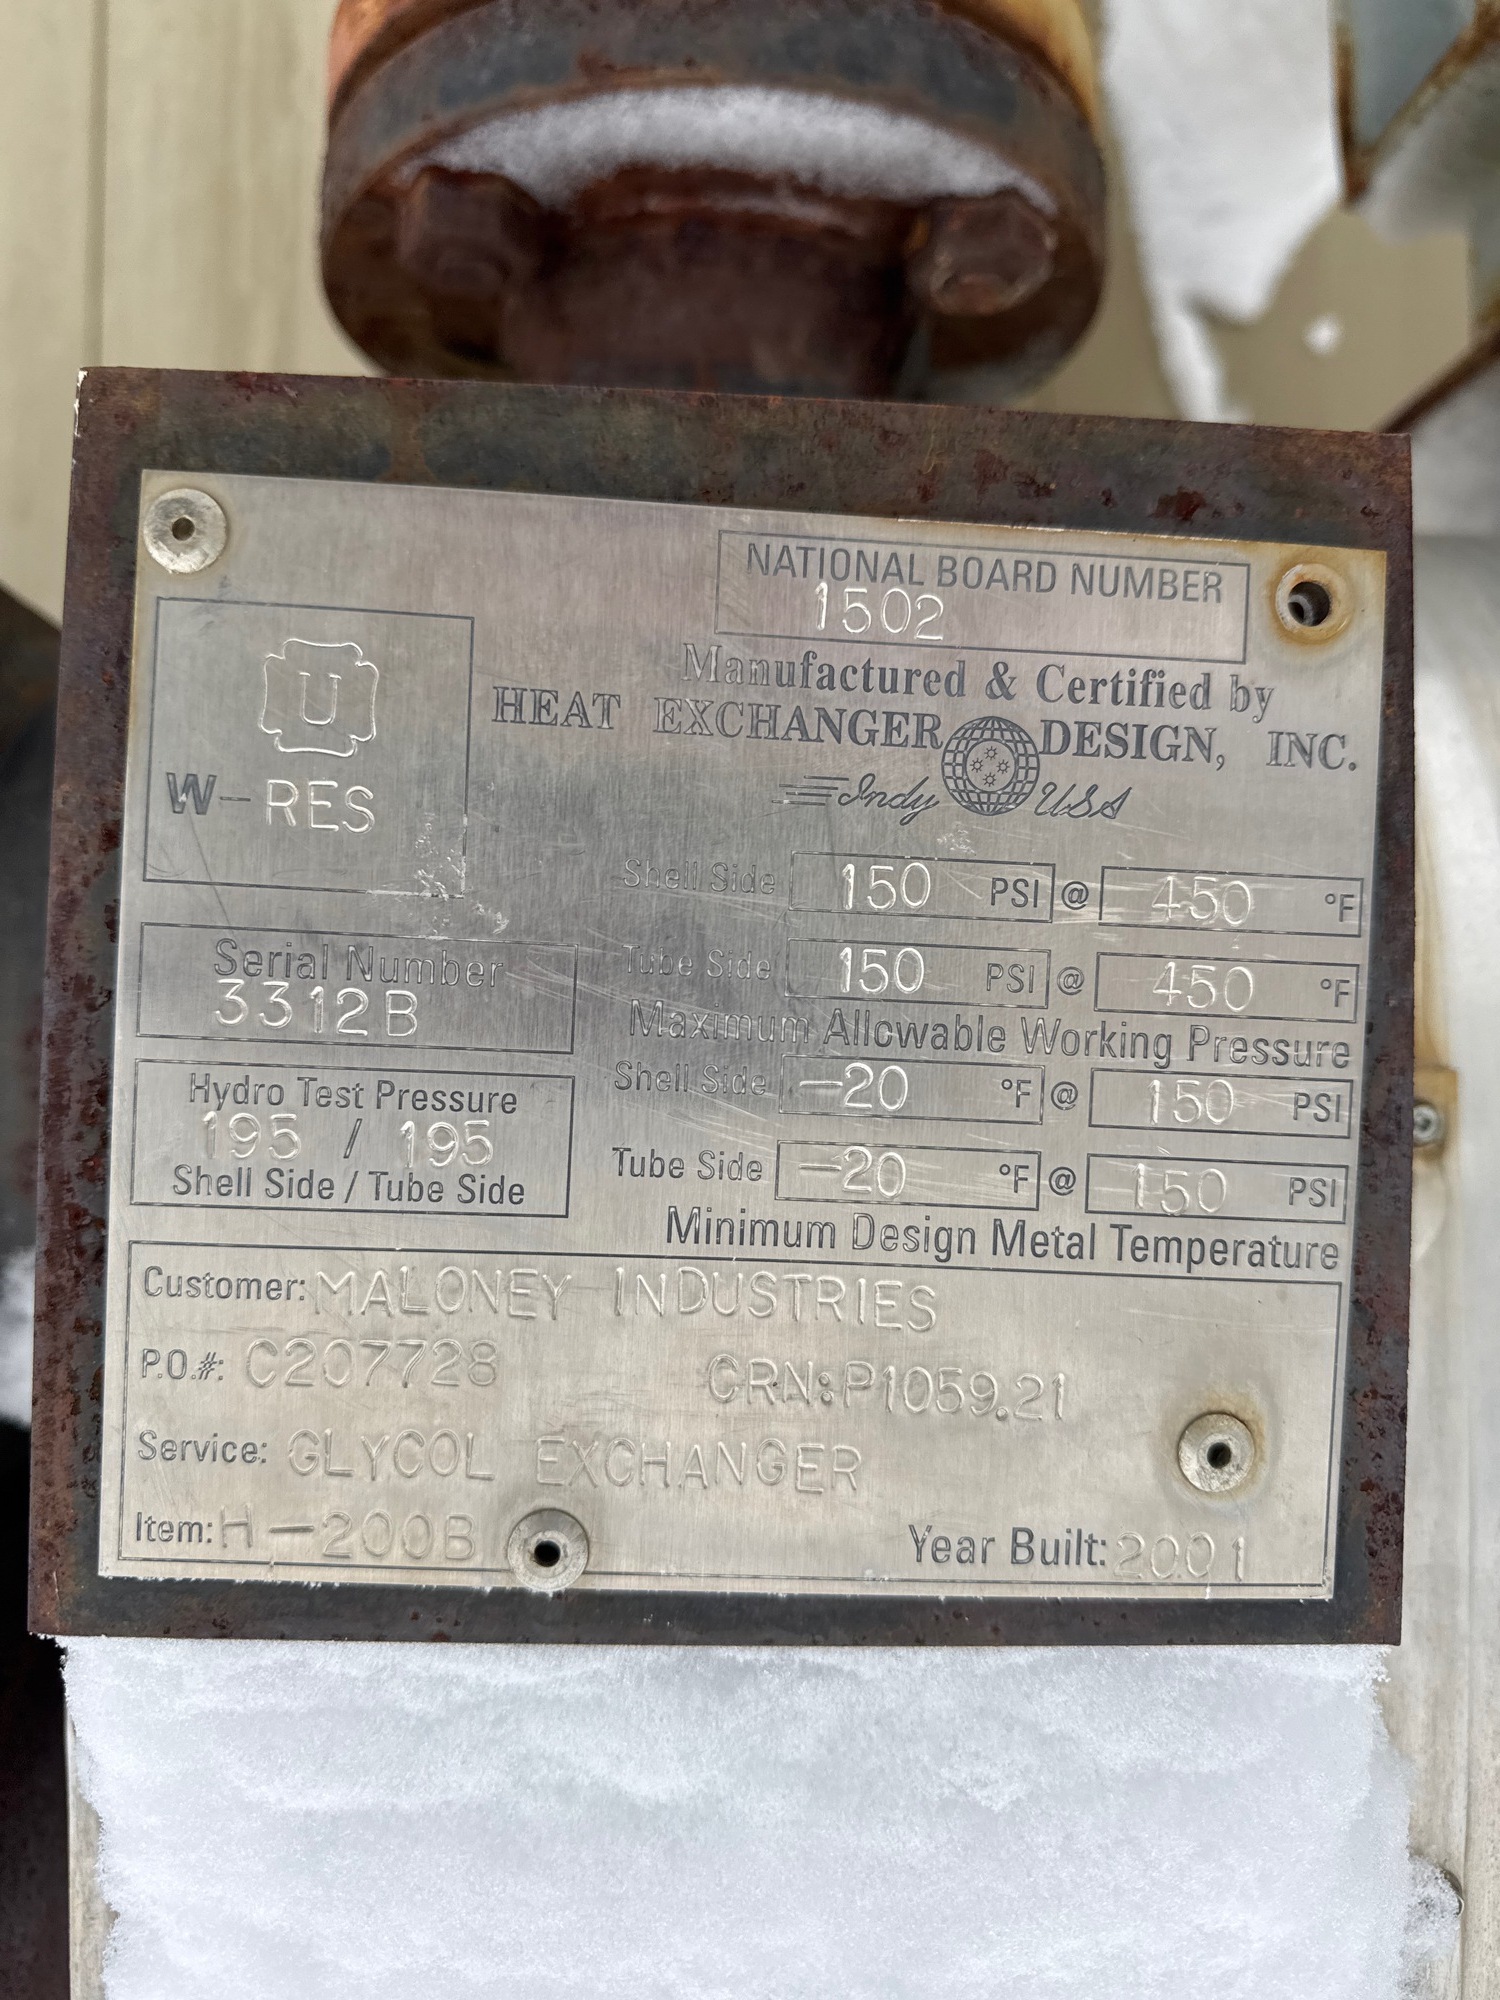 NATIONAL BOARD NUMBER
1502
U
W-RES
Manufactured & Certified by
HEAT EXCHANGER DESIGN, INC.
Indy USA
Shell Side 150 PSI @ 450 °F
Tube Side 150 PSI @ 450 °F
Maximum Allowable Working Pressure
Serial Number
3312B
Shell Side -20 °F @ 150 PSI
Tube Side -20 °F @ 150 PSI
Minimum Design Metal Temperature
Hydro Test Pressure
195 / 195
Shell Side / Tube Side
Customer: MALONEY INDUSTRIES
P.O.#: C207728 CRN:P1059.21
Service: GLYCOL EXCHANGER
Item: H-200B Year Built: 2001